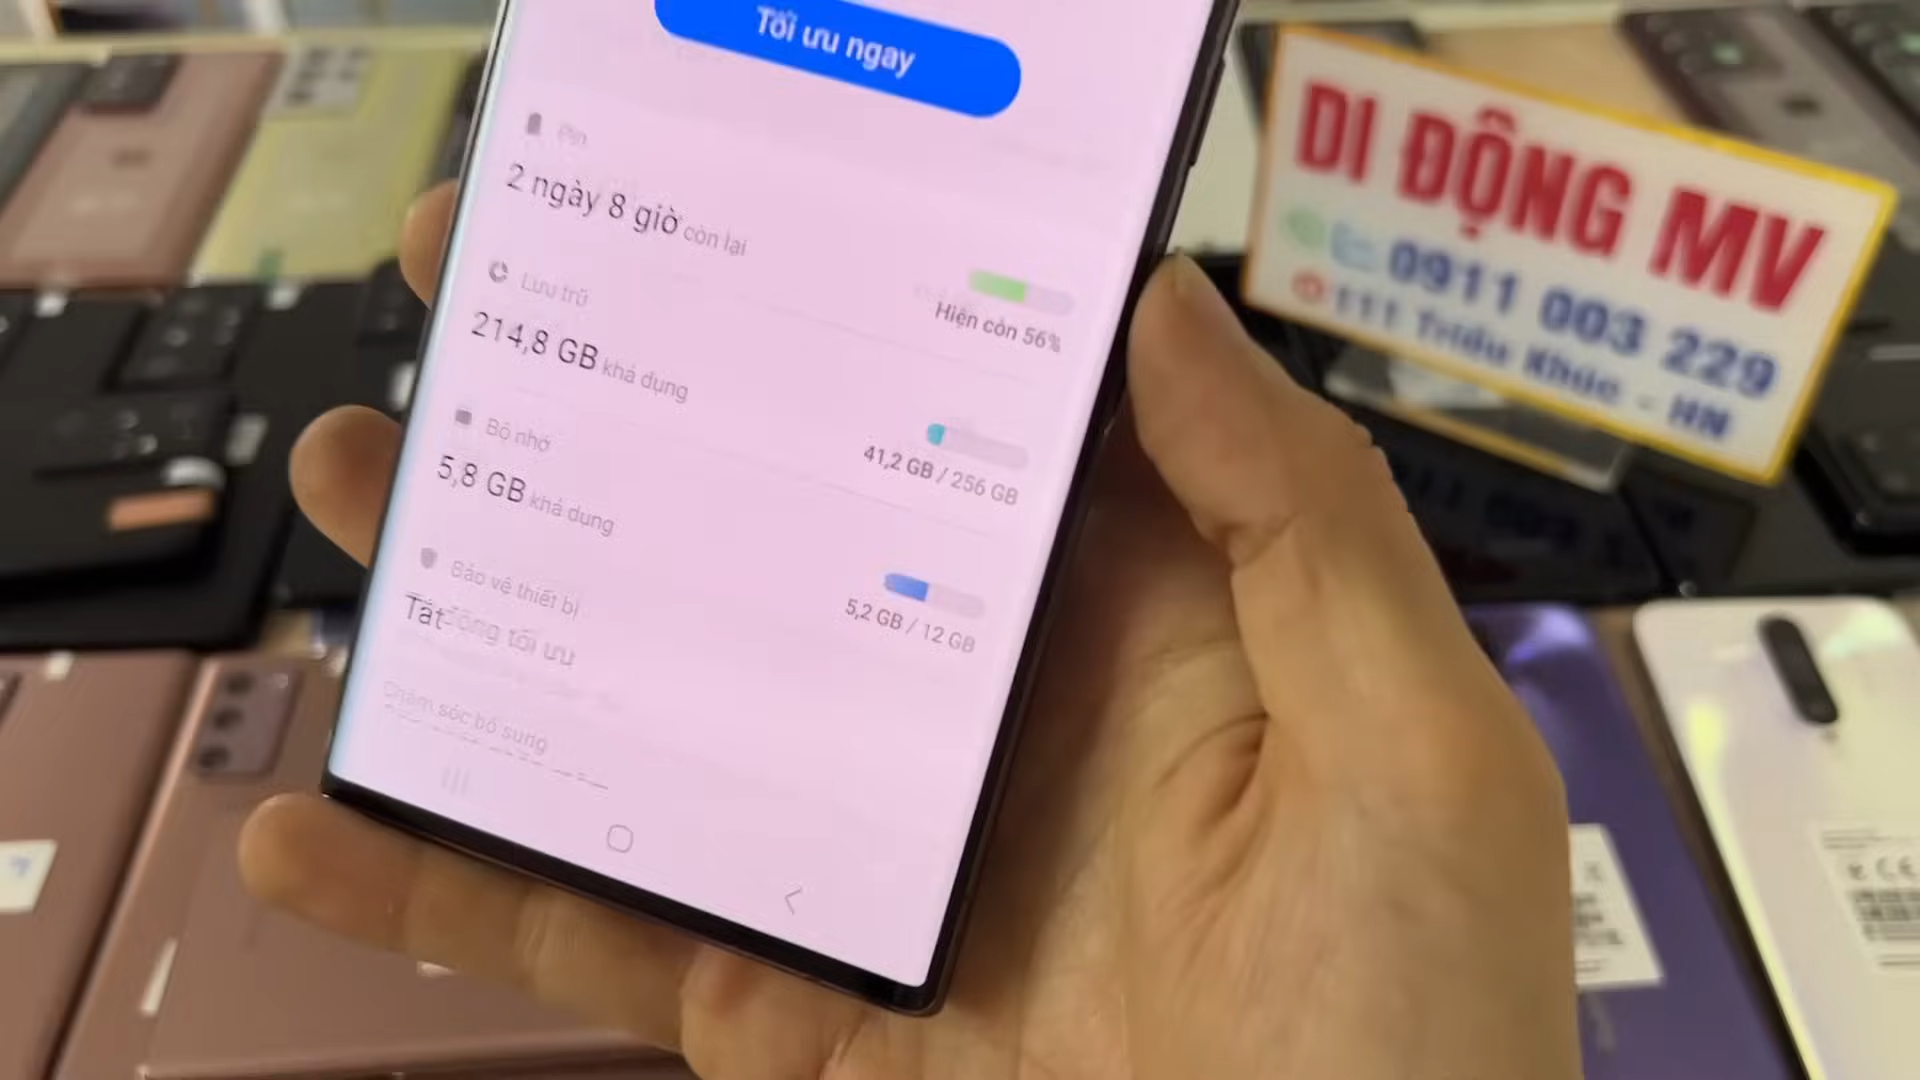 Tối ưu ngay
Pin
2 ngày 8 giờ còn lại
Hiện còn 56%
Lưu trữ
214,8 GB khả dụng
41,2 GB / 256 GB
Bộ nhớ
5,8 GB khả dụng
5,2 GB / 12 GB
Bảo vệ thiết bị
Tắt
tối ưu
Chăm sóc bổ sung
DI ĐỘNG MV
0911 003 229
111 Triều Khúc - HN